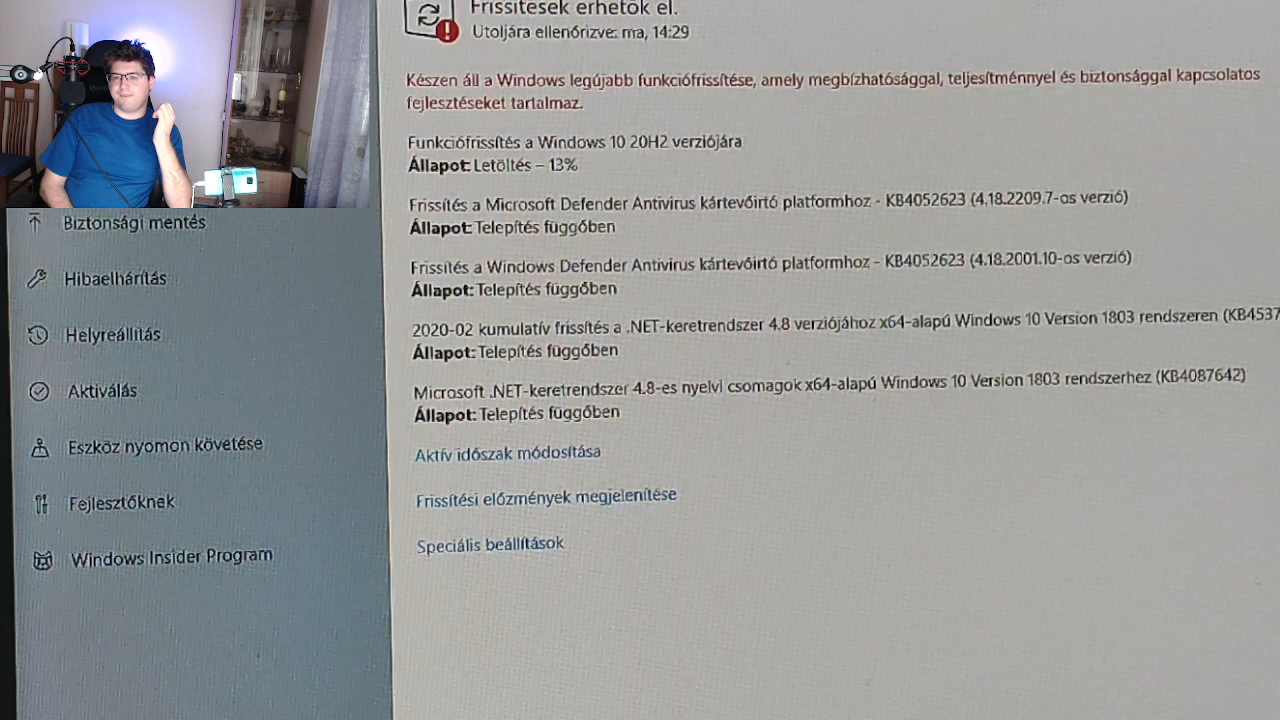 Frissítések érhetők el.
Utoljára ellenőrizve: ma, 14:29
Készen áll a Windows legújabb funkciófrissítése, amely megbízhatósággal, teljesítménnyel és biztonsággal kapcsolatos
fejlesztéseket tartalmaz.
Funkciófrissítés a Windows 10 20H2 verziójára
Állapot: Letöltés – 13%
Frissítés a Microsoft Defender Antivirus kártevőirtó platformhoz - KB4052623 (4.18.2209.7-os verzió)
Állapot: Telepítés függőben
Frissítés a Windows Defender Antivirus kártevőirtó platformhoz - KB4052623 (4.18.2001.10-os verzió)
Állapot: Telepítés függőben
2020-02 kumulatív frissítés a .NET-keretrendszer 4.8 verziójához x64-alapú Windows 10 Version 1803 rendszeren (KB4537
Állapot: Telepítés függőben
Microsoft .NET-keretrendszer 4.8-es nyelvi csomagok x64-alapú Windows 10 Version 1803 rendszerhez (KB4087642)
Állapot: Telepítés függőben
Aktív időszak módosítása
Frissítési előzmények megjelenítése
Speciális beállítások
Biztonsági mentés
Hibaelhárítás
Helyreállítás
Aktiválás
Eszköz nyomon követése
Fejlesztőknek
Windows Insider Program